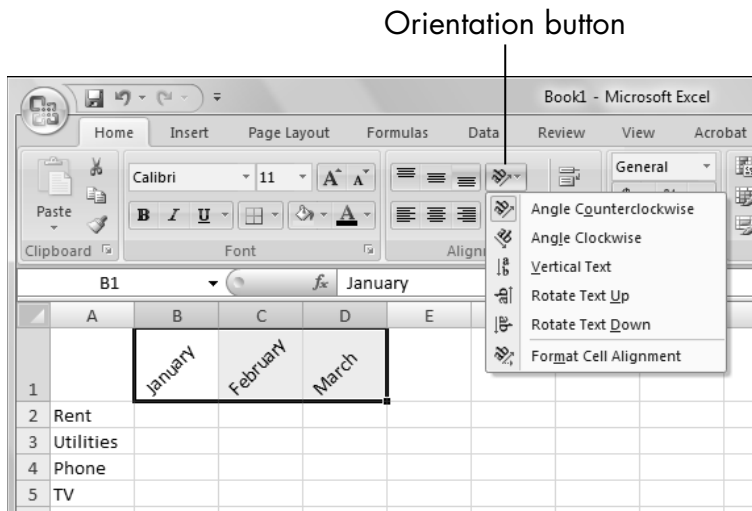 Orientation button
Book1 - Microsoft Excel
Home Insert Page Layout Formulas Data Review View Acrobat
Paste
Calibri 11 A A General
B I U A
Clipboard Font
Angle Counterclockwise
Angle Clockwise
Vertical Text
Rotate Text Up
Rotate Text Down
Format Cell Alignment
B1 fx January
A B C D E
1 January February March
2 Rent
3 Utilities
4 Phone
5 TV